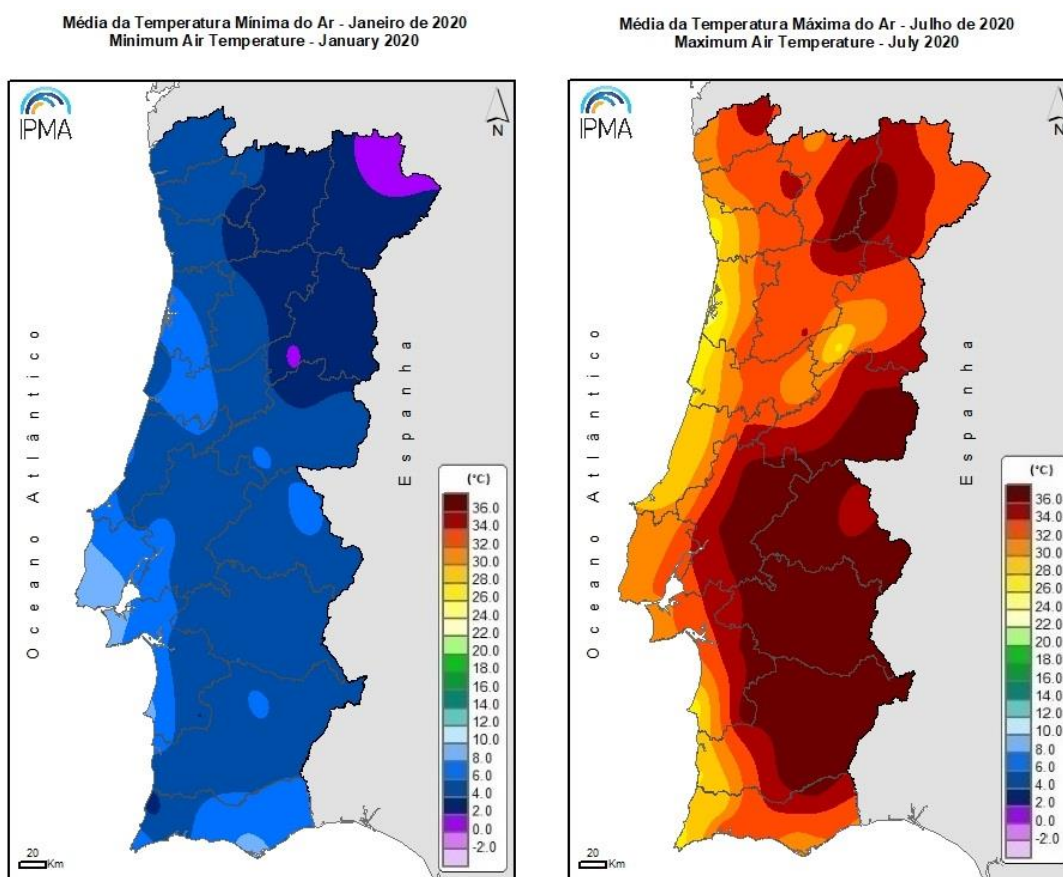 Média da Temperatura Mínima do Ar - Janeiro de 2020
Minimum Air Temperature - January 2020
IPMA
N
Oceano Atlântico
Espanha
(°C)
36.0
34.0
32.0
30.0
28.0
26.0
24.0
22.0
20.0
18.0
16.0
14.0
12.0
10.0
8.0
6.0
4.0
2.0
0.0
-2.0
20
Km
Média da Temperatura Máxima do Ar - Julho de 2020
Maximum Air Temperature - July 2020
IPMA
N
Oceano Atlântico
Espanha
(°C)
36.0
34.0
32.0
30.0
28.0
26.0
24.0
22.0
20.0
18.0
16.0
14.0
12.0
10.0
8.0
6.0
4.0
2.0
0.0
-2.0
20
Km